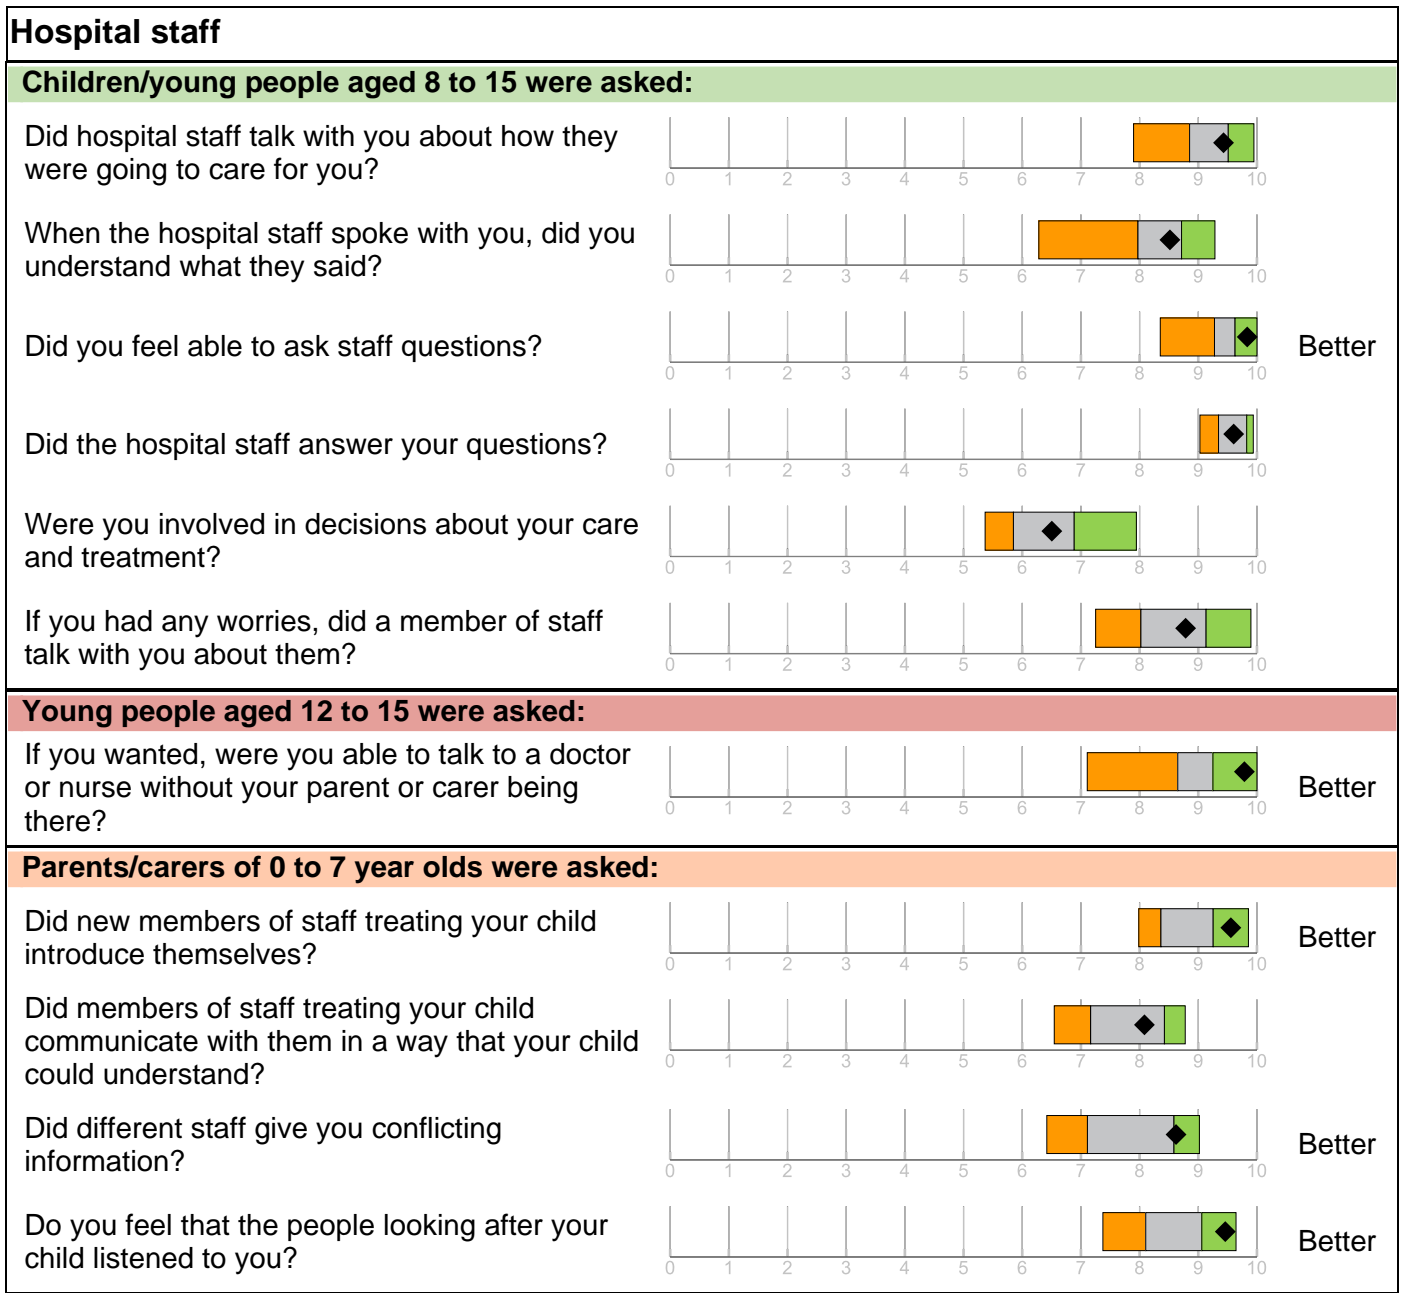 Hospital staff
Children/young people aged 8 to 15 were asked:
Did hospital staff talk with you about how they
were going to care for you?
0 1 2 3 4 5 6 7 8 9 10
When the hospital staff spoke with you, did you
understand what they said?
0 1 2 3 4 5 6 7 8 9 10
Did you feel able to ask staff questions?
Better
0 1 2 3 4 5 6 7 8 9 10
Did the hospital staff answer your questions?
0 1 2 3 4 5 6 7 8 9 10
Were you involved in decisions about your care
and treatment?
0 1 2 3 4 5 6 7 8 9 10
If you had any worries, did a member of staff
talk with you about them?
0 1 2 3 4 5 6 7 8 9 10
Young people aged 12 to 15 were asked:
If you wanted, were you able to talk to a doctor
or nurse without your parent or carer being
there?
Better
0 1 2 3 4 5 6 7 8 9 10
Parents/carers of 0 to 7 year olds were asked:
Did new members of staff treating your child
introduce themselves?
Better
0 1 2 3 4 5 6 7 8 9 10
Did members of staff treating your child
communicate with them in a way that your child
could understand?
0 1 2 3 4 5 6 7 8 9 10
Did different staff give you conflicting
information?
Better
0 1 2 3 4 5 6 7 8 9 10
Do you feel that the people looking after your
child listened to you?
Better
0 1 2 3 4 5 6 7 8 9 10